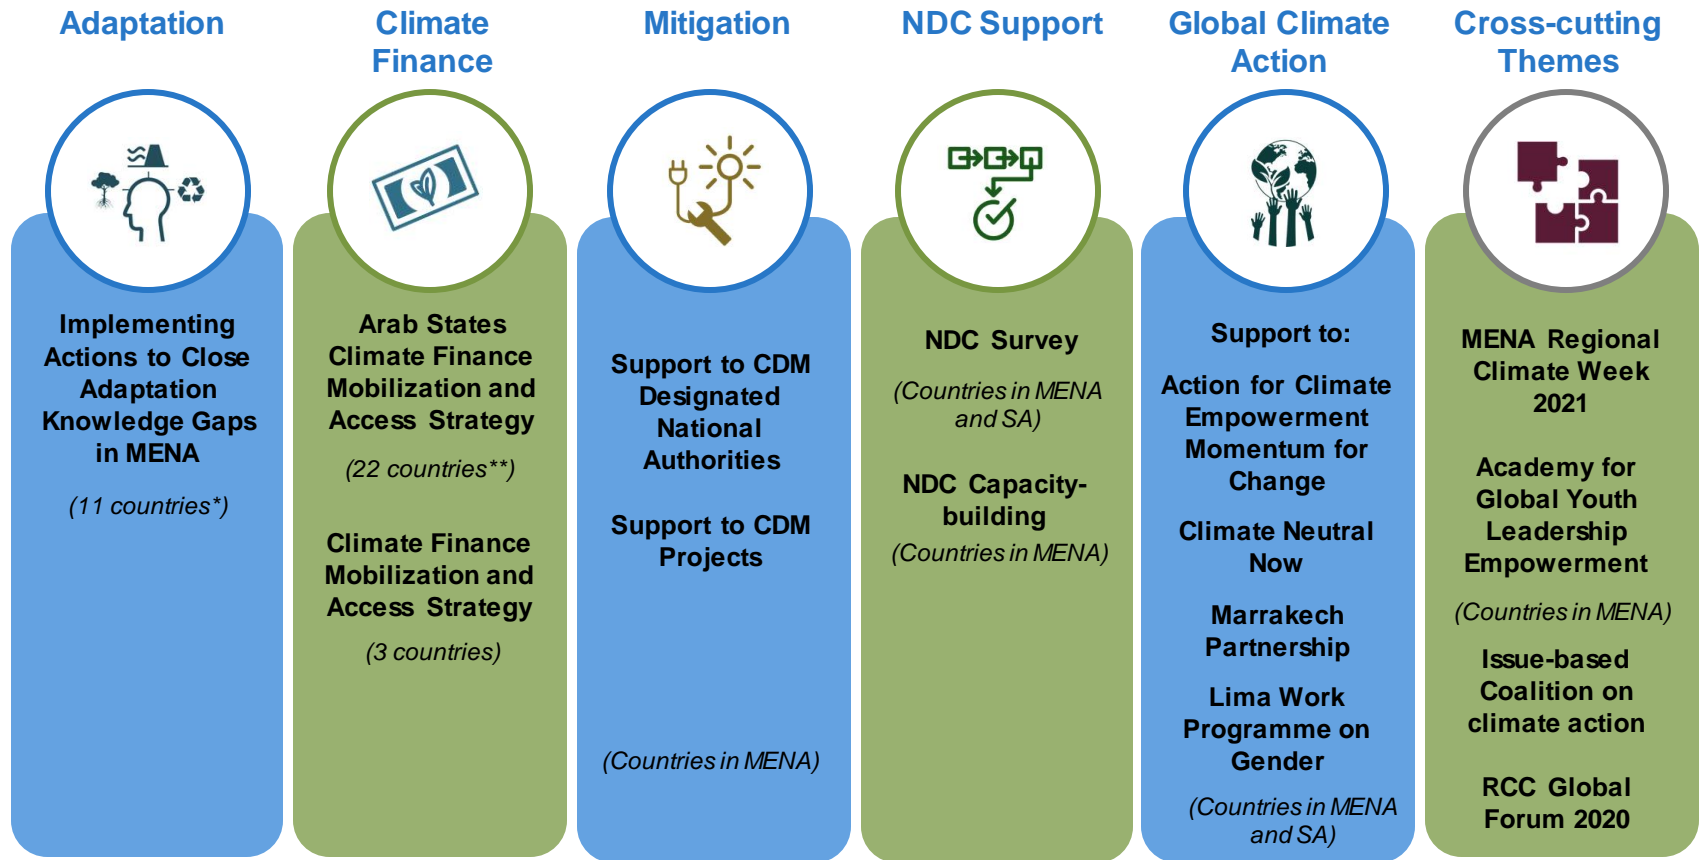 Adaptation
Implementing
Actions to Close
Adaptation
Knowledge Gaps
in MENA
(11 countries*)
Climate
Finance
Arab States
Climate Finance
Mobilization and
Access Strategy
(22 countries**)
Climate Finance
Mobilization and
Access Strategy
(3 countries)
Mitigation
Support to CDM
Designated
National
Authorities
Support to CDM
Projects
(Countries in MENA)
NDC Support
NDC Survey
(Countries in MENA
and SA)
NDC Capacity-
building
(Countries in MENA)
Global Climate
Action
Support to:
Action for Climate
Empowerment
Momentum for
Change
Climate Neutral
Now
Marrakech
Partnership
Lima Work
Programme on
Gender
(Countries in MENA
and SA)
Cross-cutting
Themes
MENA Regional
Climate Week
2021
Academy for
Global Youth
Leadership
Empowerment
(Countries in MENA)
Issue-based
Coalition on
climate action
RCC Global
Forum 2020